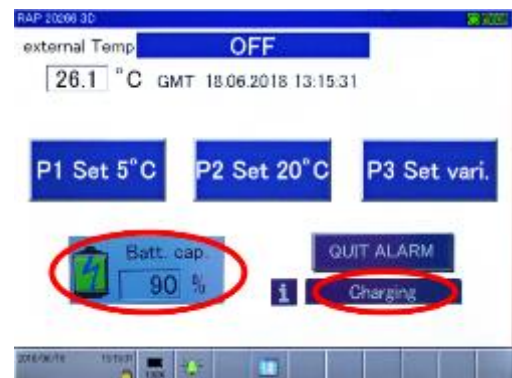 RAP 20266 3D
external Temp OFF
26.1 °C GMT 18.06.2018 13:15:31
P1 Set 5°C P2 Set 20°C P3 Set vari.
Batt. cap. QUIT ALARM
90 % i Charging